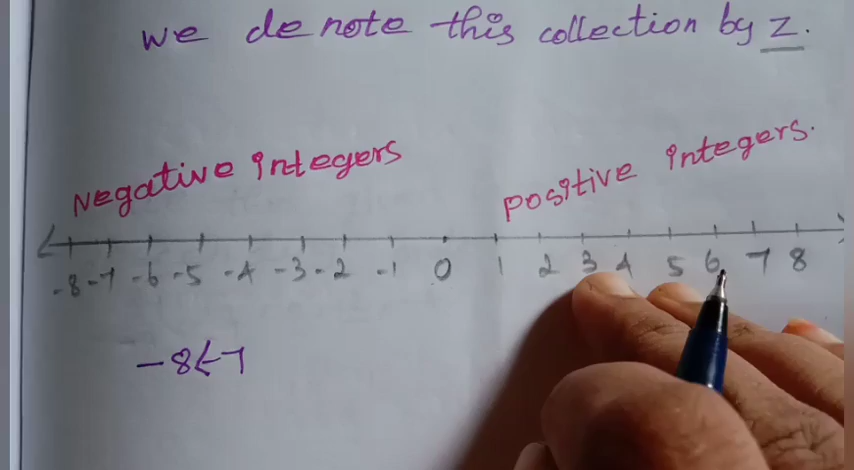 we denote this collection by z.
Negative integers
positive integers.
-8 -7 -6 -5 -4 -3 -2 -1 0 1 2 3 4 5 6 7 8
-8<-7